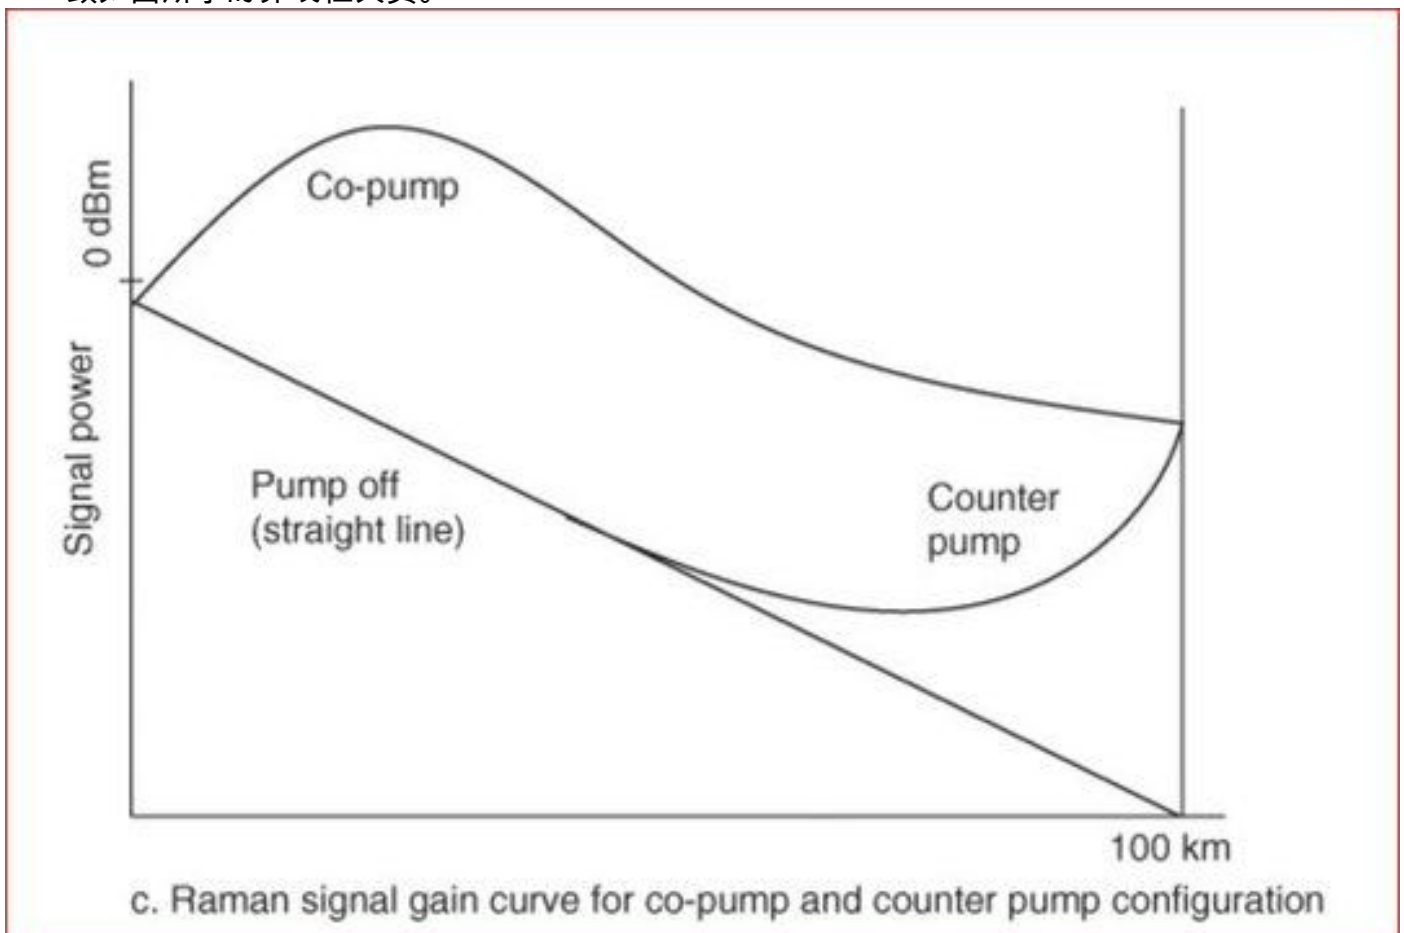 0 dBm
Signal power
Co-pump
Pump off
(straight line)
Counter
pump
100 km
c. Raman signal gain curve for co-pump and counter pump configuration